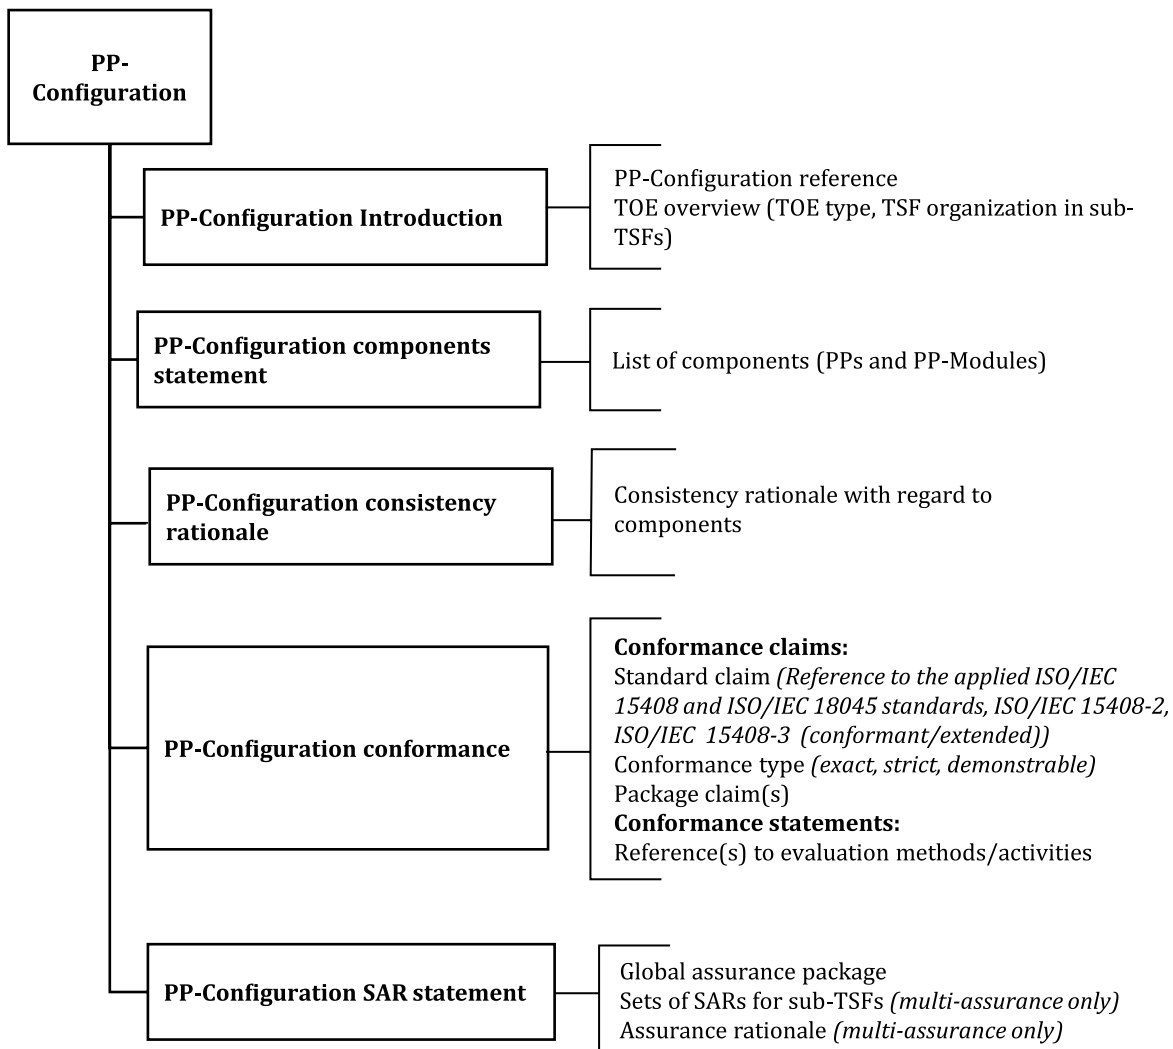 PP-
Configuration
PP-Configuration Introduction
PP-Configuration reference
TOE overview (TOE type, TSF organization in sub-
TSFs)
PP-Configuration components
statement
List of components (PPs and PP-Modules)
PP-Configuration consistency
rationale
Consistency rationale with regard to
components
PP-Configuration conformance
Conformance claims:
Standard claim (Reference to the applied ISO/IEC
15408 and ISO/IEC 18045 standards, ISO/IEC 15408-2,
ISO/IEC 15408-3 (conformant/extended))
Conformance type (exact, strict, demonstrable)
Package claim(s)
Conformance statements:
Reference(s) to evaluation methods/activities
PP-Configuration SAR statement
Global assurance package
Sets of SARs for sub-TSFs (multi-assurance only)
Assurance rationale (multi-assurance only)